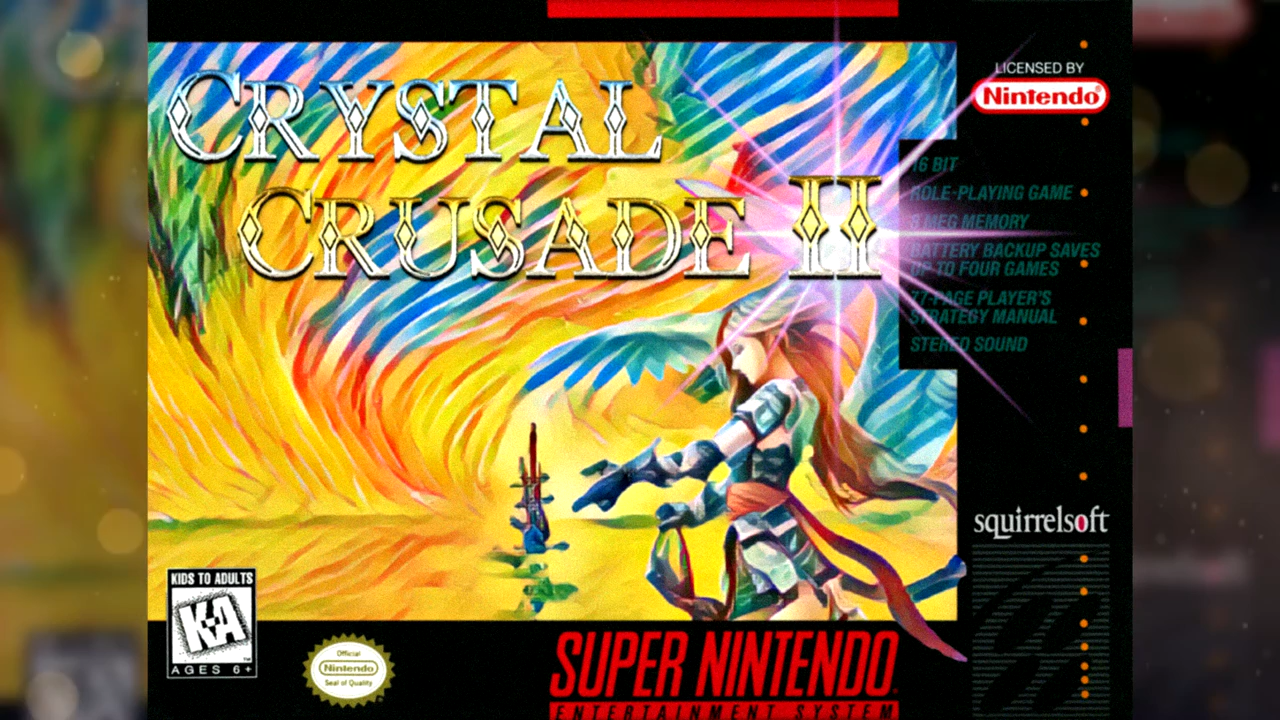 CRYSTAL
CRUSADE II
LICENSED BY
Nintendo®
16 BIT
ROLE-PLAYING GAME
8 MEG MEMORY
BATTERY BACKUP SAVES
UP TO FOUR GAMES
77-PAGE PLAYER'S
STRATEGY MANUAL
STEREO SOUND
squirrelsoft
KIDS TO ADULTS
K-A
AGES 6+
Official
Nintendo
Seal of Quality
SUPER NINTENDO
ENTERTAINMENT SYSTEM